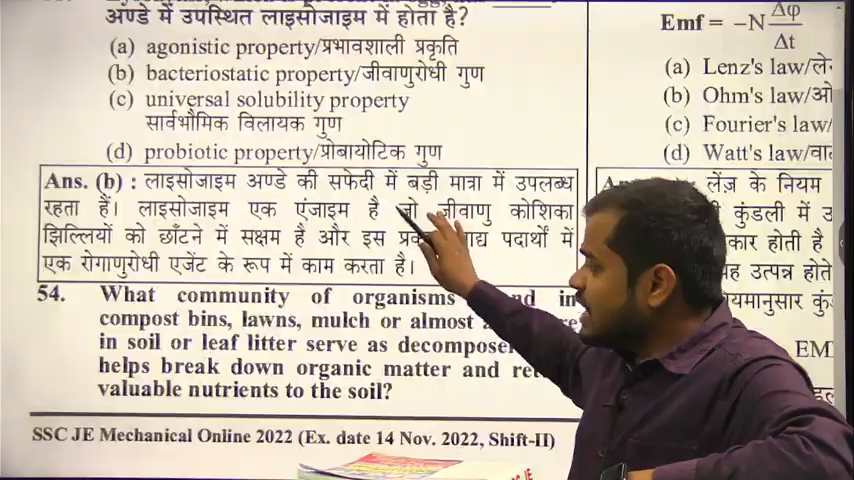 अण्डे में उपस्थित लाइसोजाइम में होता है?
(a) agonistic property/प्रभावशाली प्रकृति
(b) bacteriostatic property/जीवाणुरोधी गुण
(c) universal solubility property
सार्वभौमिक विलायक गुण
(d) probiotic property/प्रोबायोटिक गुण
Ans. (b) : लाइसोजाइम अण्डे की सफेदी में बड़ी मात्रा में उपलब्ध
रहता हैं। लाइसोजाइम एक एंजाइम है जो जीवाणु कोशिका
झिल्लियों को छाँटने में सक्षम है और इस पदार्थों में
एक रोगाणुरोधी एजेंट के रूप में काम करता है।
54. What community of organisms in
compost bins, lawns, mulch or almost
in soil or leaf litter serve as
helps break down organic matter and
valuable nutrients to the soil?
SSC JE Mechanical Online 2022 (Ex. date 14 Nov. 2022, Shift-II)
Emf = −N Δφ/Δt
(a) Lenz's law/
(b) Ohm's law/
(c) Fourier's law/
(d) Watt's law/
लेंज़ के नियम
कुंडली में
होती है
उत्पन्न होते